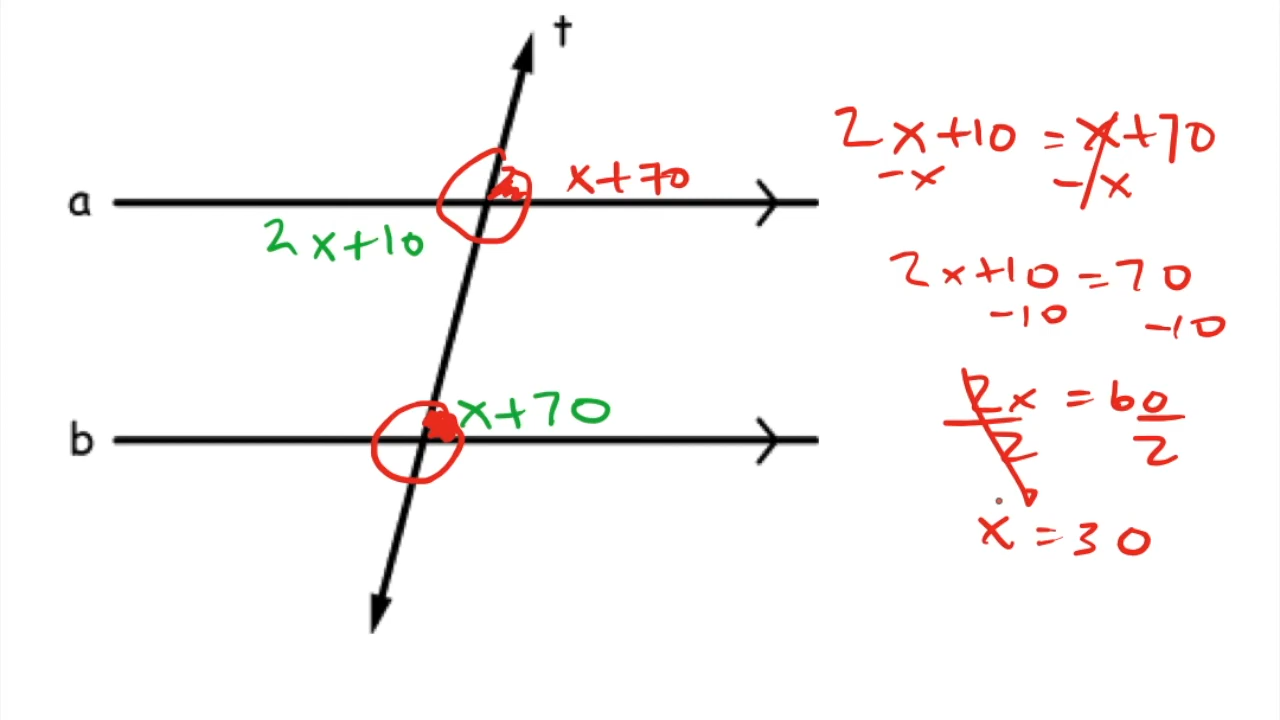 t
a
x+70
2x+10
b
x+70
2x+10 = x+70
-x -x
2x+10 = 70
-10 -10
2x = 60
2 2
x = 30